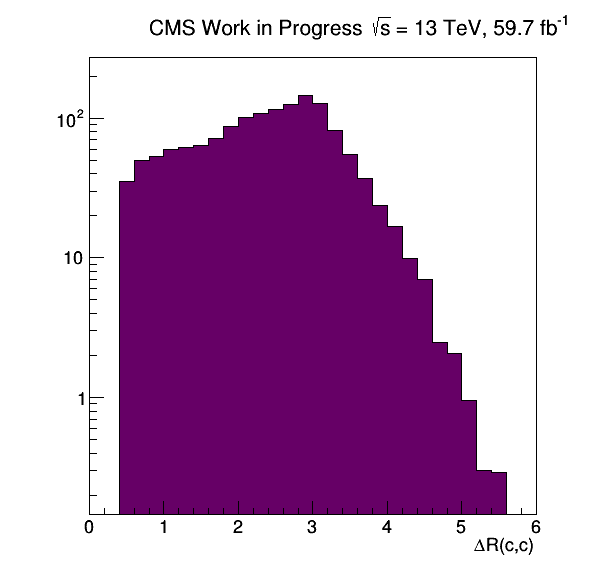 CMS Work in Progress √s = 13 TeV, 59.7 fb⁻¹
10²
10
1
0 1 2 3 4 5 6
ΔR(c,c)